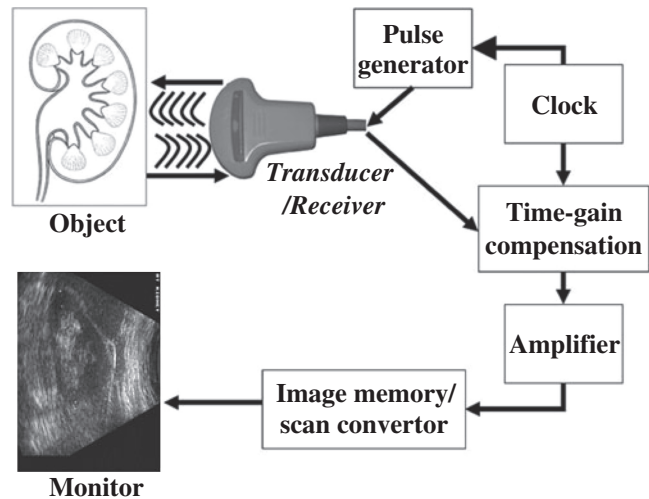 Pulse
generator
Clock
Transducer
/Receiver
Object
Time-gain
compensation
Amplifier
Image memory/
scan convertor
Monitor